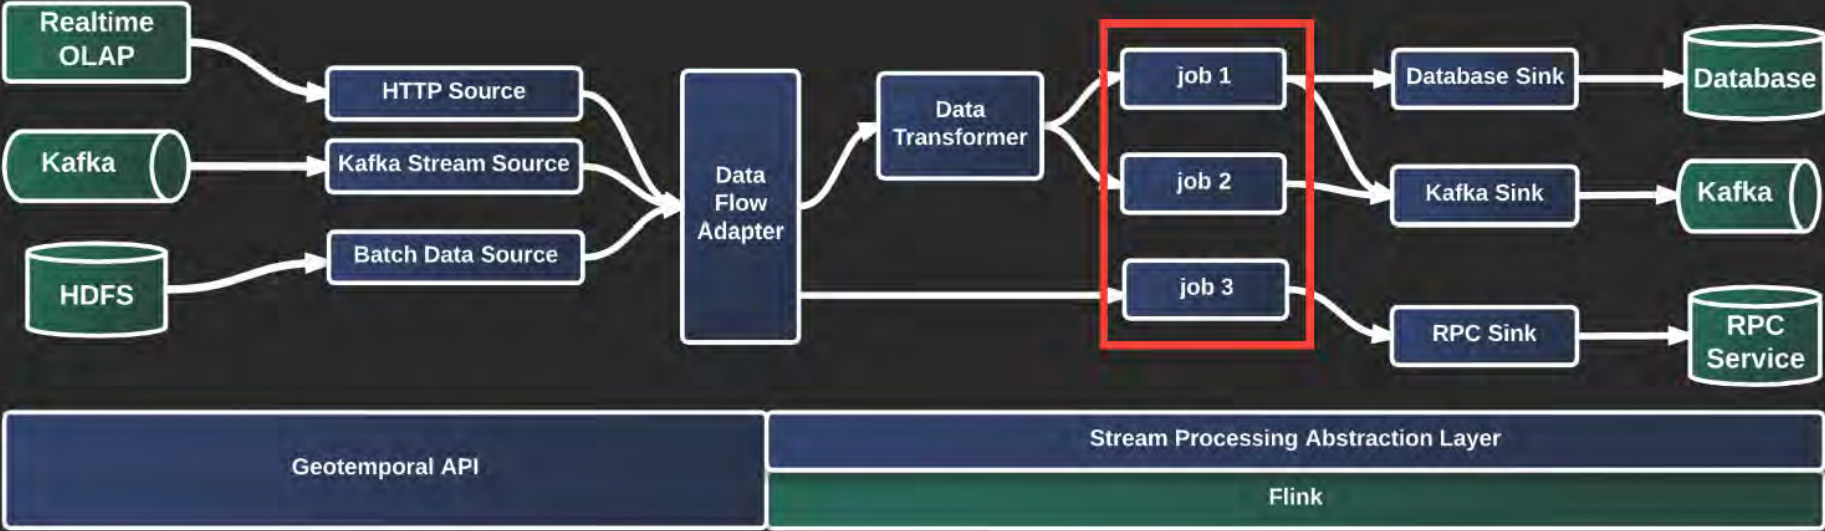 Realtime
OLAP
HTTP Source
Kafka
Kafka Stream Source
HDFS
Batch Data Source
Data
Flow
Adapter
Data
Transformer
job 1
job 2
job 3
Database Sink
Database
Kafka Sink
Kafka
RPC Sink
RPC
Service
Geotemporal API
Stream Processing Abstraction Layer
Flink